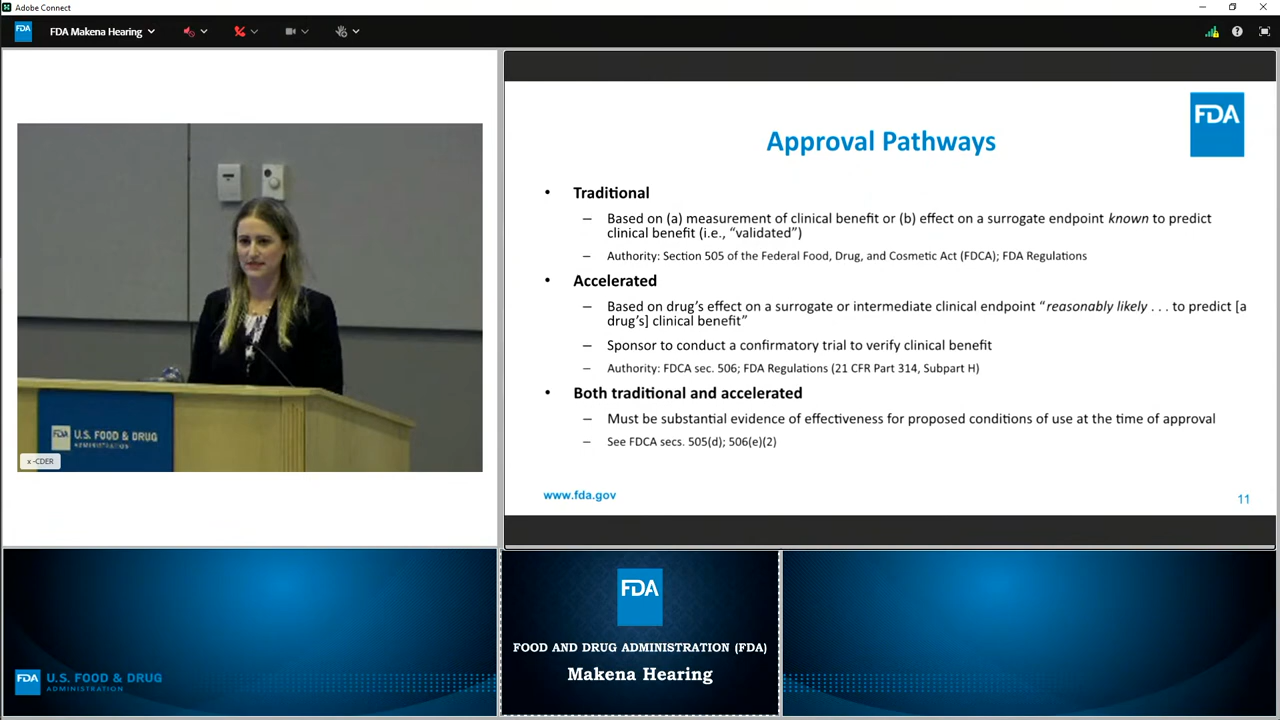 Adobe Connect
FDA
FDA Makena Hearing
U.S. FOOD & DRUG
ADMINISTRATION
x -CDER
FDA
Approval Pathways
• Traditional
– Based on (a) measurement of clinical benefit or (b) effect on a surrogate endpoint known to predict
clinical benefit (i.e., “validated”)
– Authority: Section 505 of the Federal Food, Drug, and Cosmetic Act (FDCA); FDA Regulations
• Accelerated
– Based on drug’s effect on a surrogate or intermediate clinical endpoint “reasonably likely . . . to predict [a
drug’s] clinical benefit”
– Sponsor to conduct a confirmatory trial to verify clinical benefit
– Authority: FDCA sec. 506; FDA Regulations (21 CFR Part 314, Subpart H)
• Both traditional and accelerated
– Must be substantial evidence of effectiveness for proposed conditions of use at the time of approval
– See FDCA secs. 505(d); 506(e)(2)
www.fda.gov
11
FDA U.S. FOOD & DRUG
ADMINISTRATION
FDA
FOOD AND DRUG ADMINISTRATION (FDA)
Makena Hearing